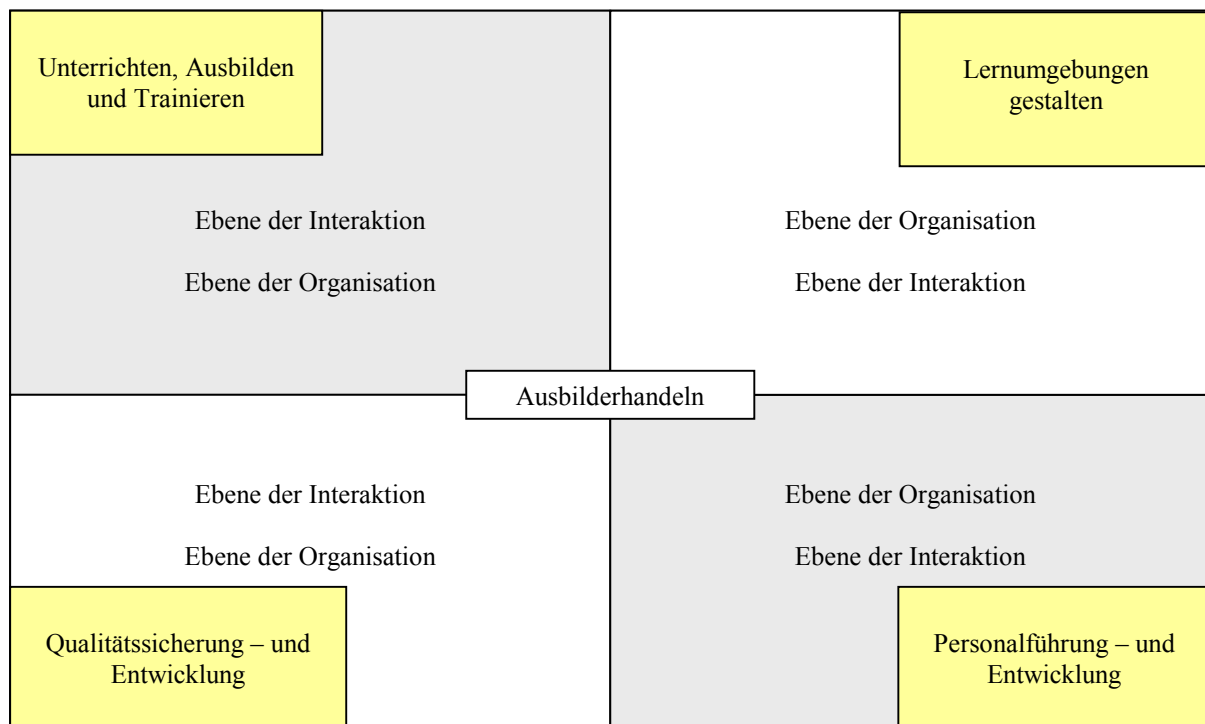 Unterrichten, Ausbilden
und Trainieren
Lernumgebungen
gestalten
Ebene der Interaktion
Ebene der Organisation
Ebene der Organisation
Ebene der Interaktion
Ausbilderhandeln
Ebene der Interaktion
Ebene der Organisation
Ebene der Organisation
Ebene der Interaktion
Qualitätssicherung – und
Entwicklung
Personalführung – und
Entwicklung